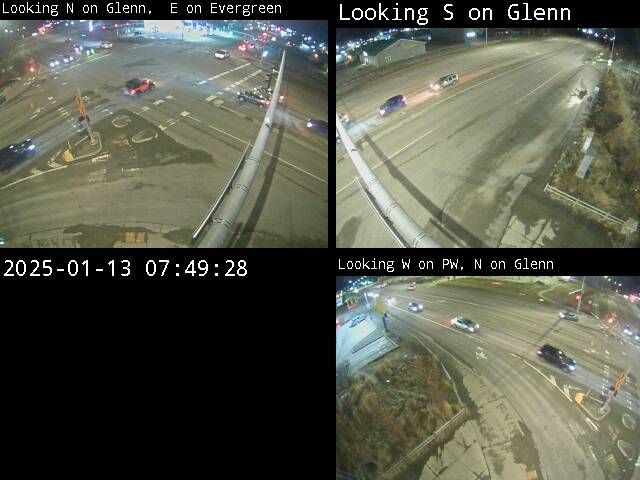 Looking N on Glenn,  E on Evergreen
Looking S on Glenn
2025-01-13 07:49:28
Looking W on PW, N on Glenn